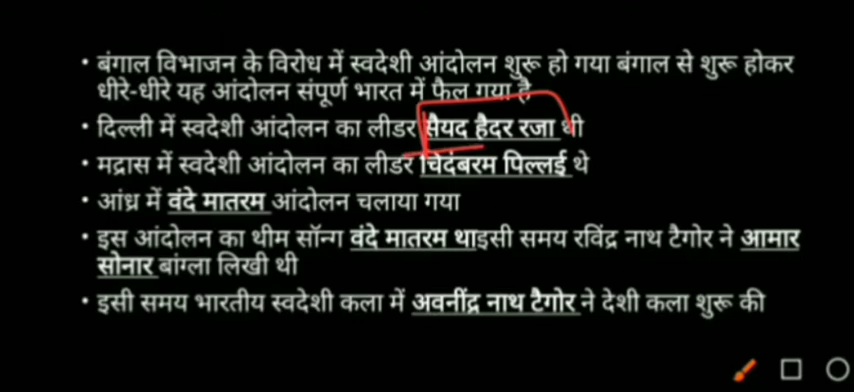 • बंगाल विभाजन के विरोध में स्वदेशी आंदोलन शुरू हो गया बंगाल से शुरू होकर
धीरे-धीरे यह आंदोलन संपूर्ण भारत में फैल गया है
• दिल्ली में स्वदेशी आंदोलन का लीडर सैयद हैदर रजा थी
• मद्रास में स्वदेशी आंदोलन का लीडर चिदंबरम पिल्लई थे
• आंध्र में वंदे मातरम आंदोलन चलाया गया
• इस आंदोलन का थीम सॉन्ग वंदे मातरम थाइसी समय रविंद्र नाथ टैगोर ने आमार
सोनार बांग्ला लिखी थी
• इसी समय भारतीय स्वदेशी कला में अवनींद्र नाथ टैगोर ने देशी कला शुरू की